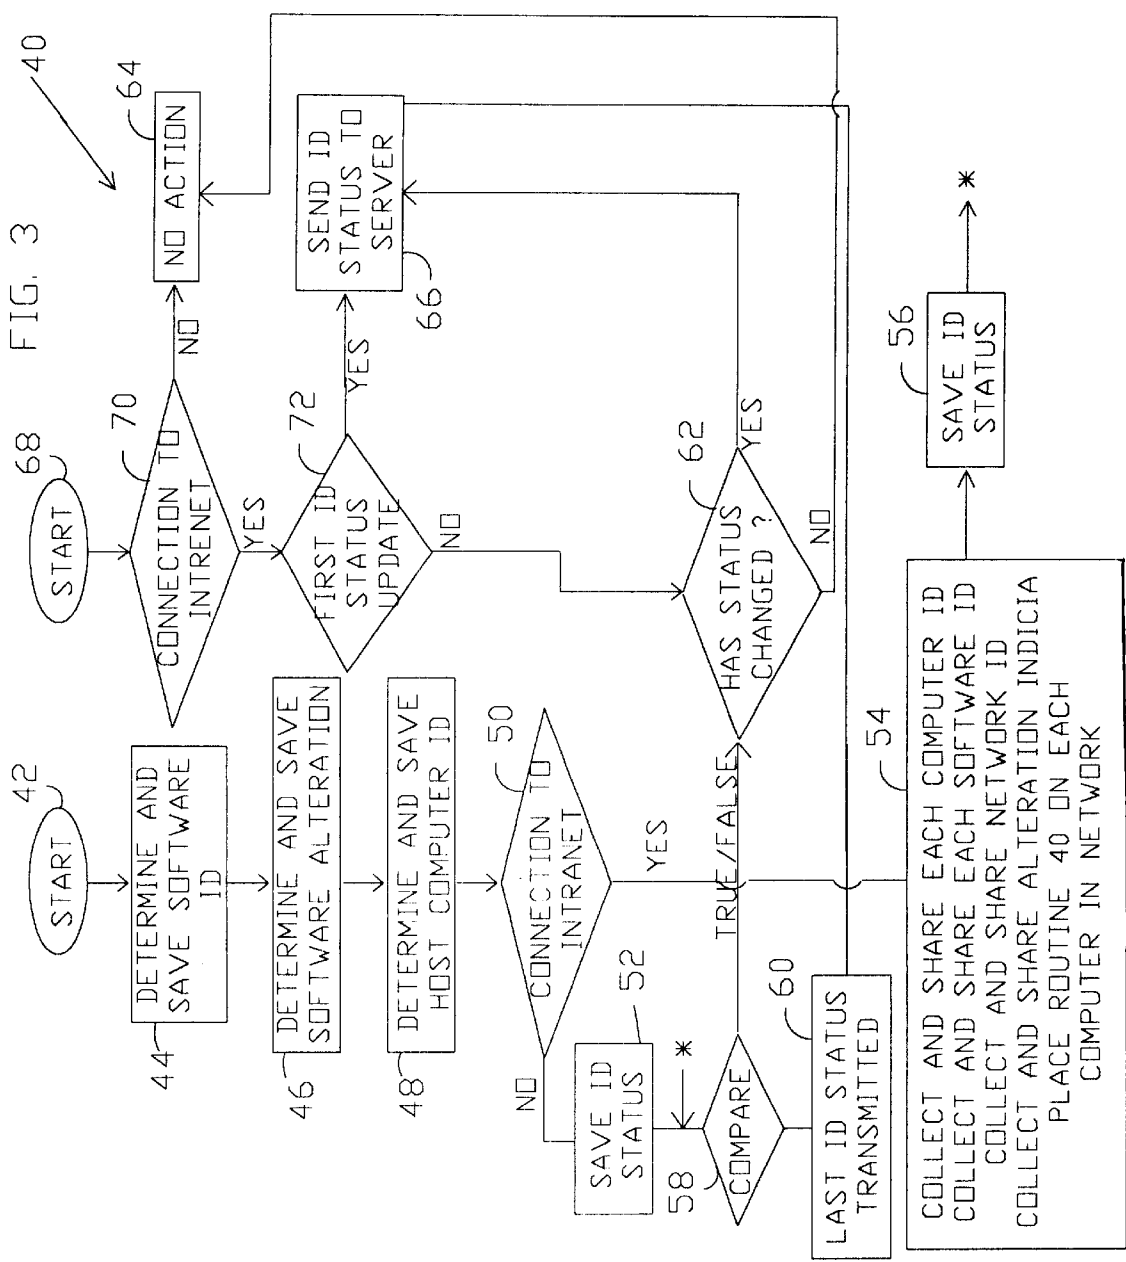 FIG. 3
40
42
START
44
DETERMINE AND
SAVE SOFTWARE
ID
46
DETERMINE AND SAVE
SOFTWARE ALTERATION
48
DETERMINE AND SAVE
HOST COMPUTER ID
50
CONNECTION TO
INTRANET
NO
YES
52
SAVE ID
STATUS
*
58
COMPARE
TRUE/FALSE
60
LAST ID STATUS
TRANSMITTED
54
COLLECT AND SHARE EACH COMPUTER ID
COLLECT AND SHARE EACH SOFTWARE ID
COLLECT AND SHARE NETWORK ID
COLLECT AND SHARE ALTERATION INDICIA
PLACE ROUTINE 40 ON EACH
COMPUTER IN NETWORK
56
SAVE ID
STATUS
*
68
START
70
CONNECTION TO
INTRENET
NO
YES
64
NO ACTION
72
FIRST ID
STATUS
UPDATE
YES
NO
66
SEND ID
STATUS TO
SERVER
62
HAS STATUS
CHANGED ?
YES
NO